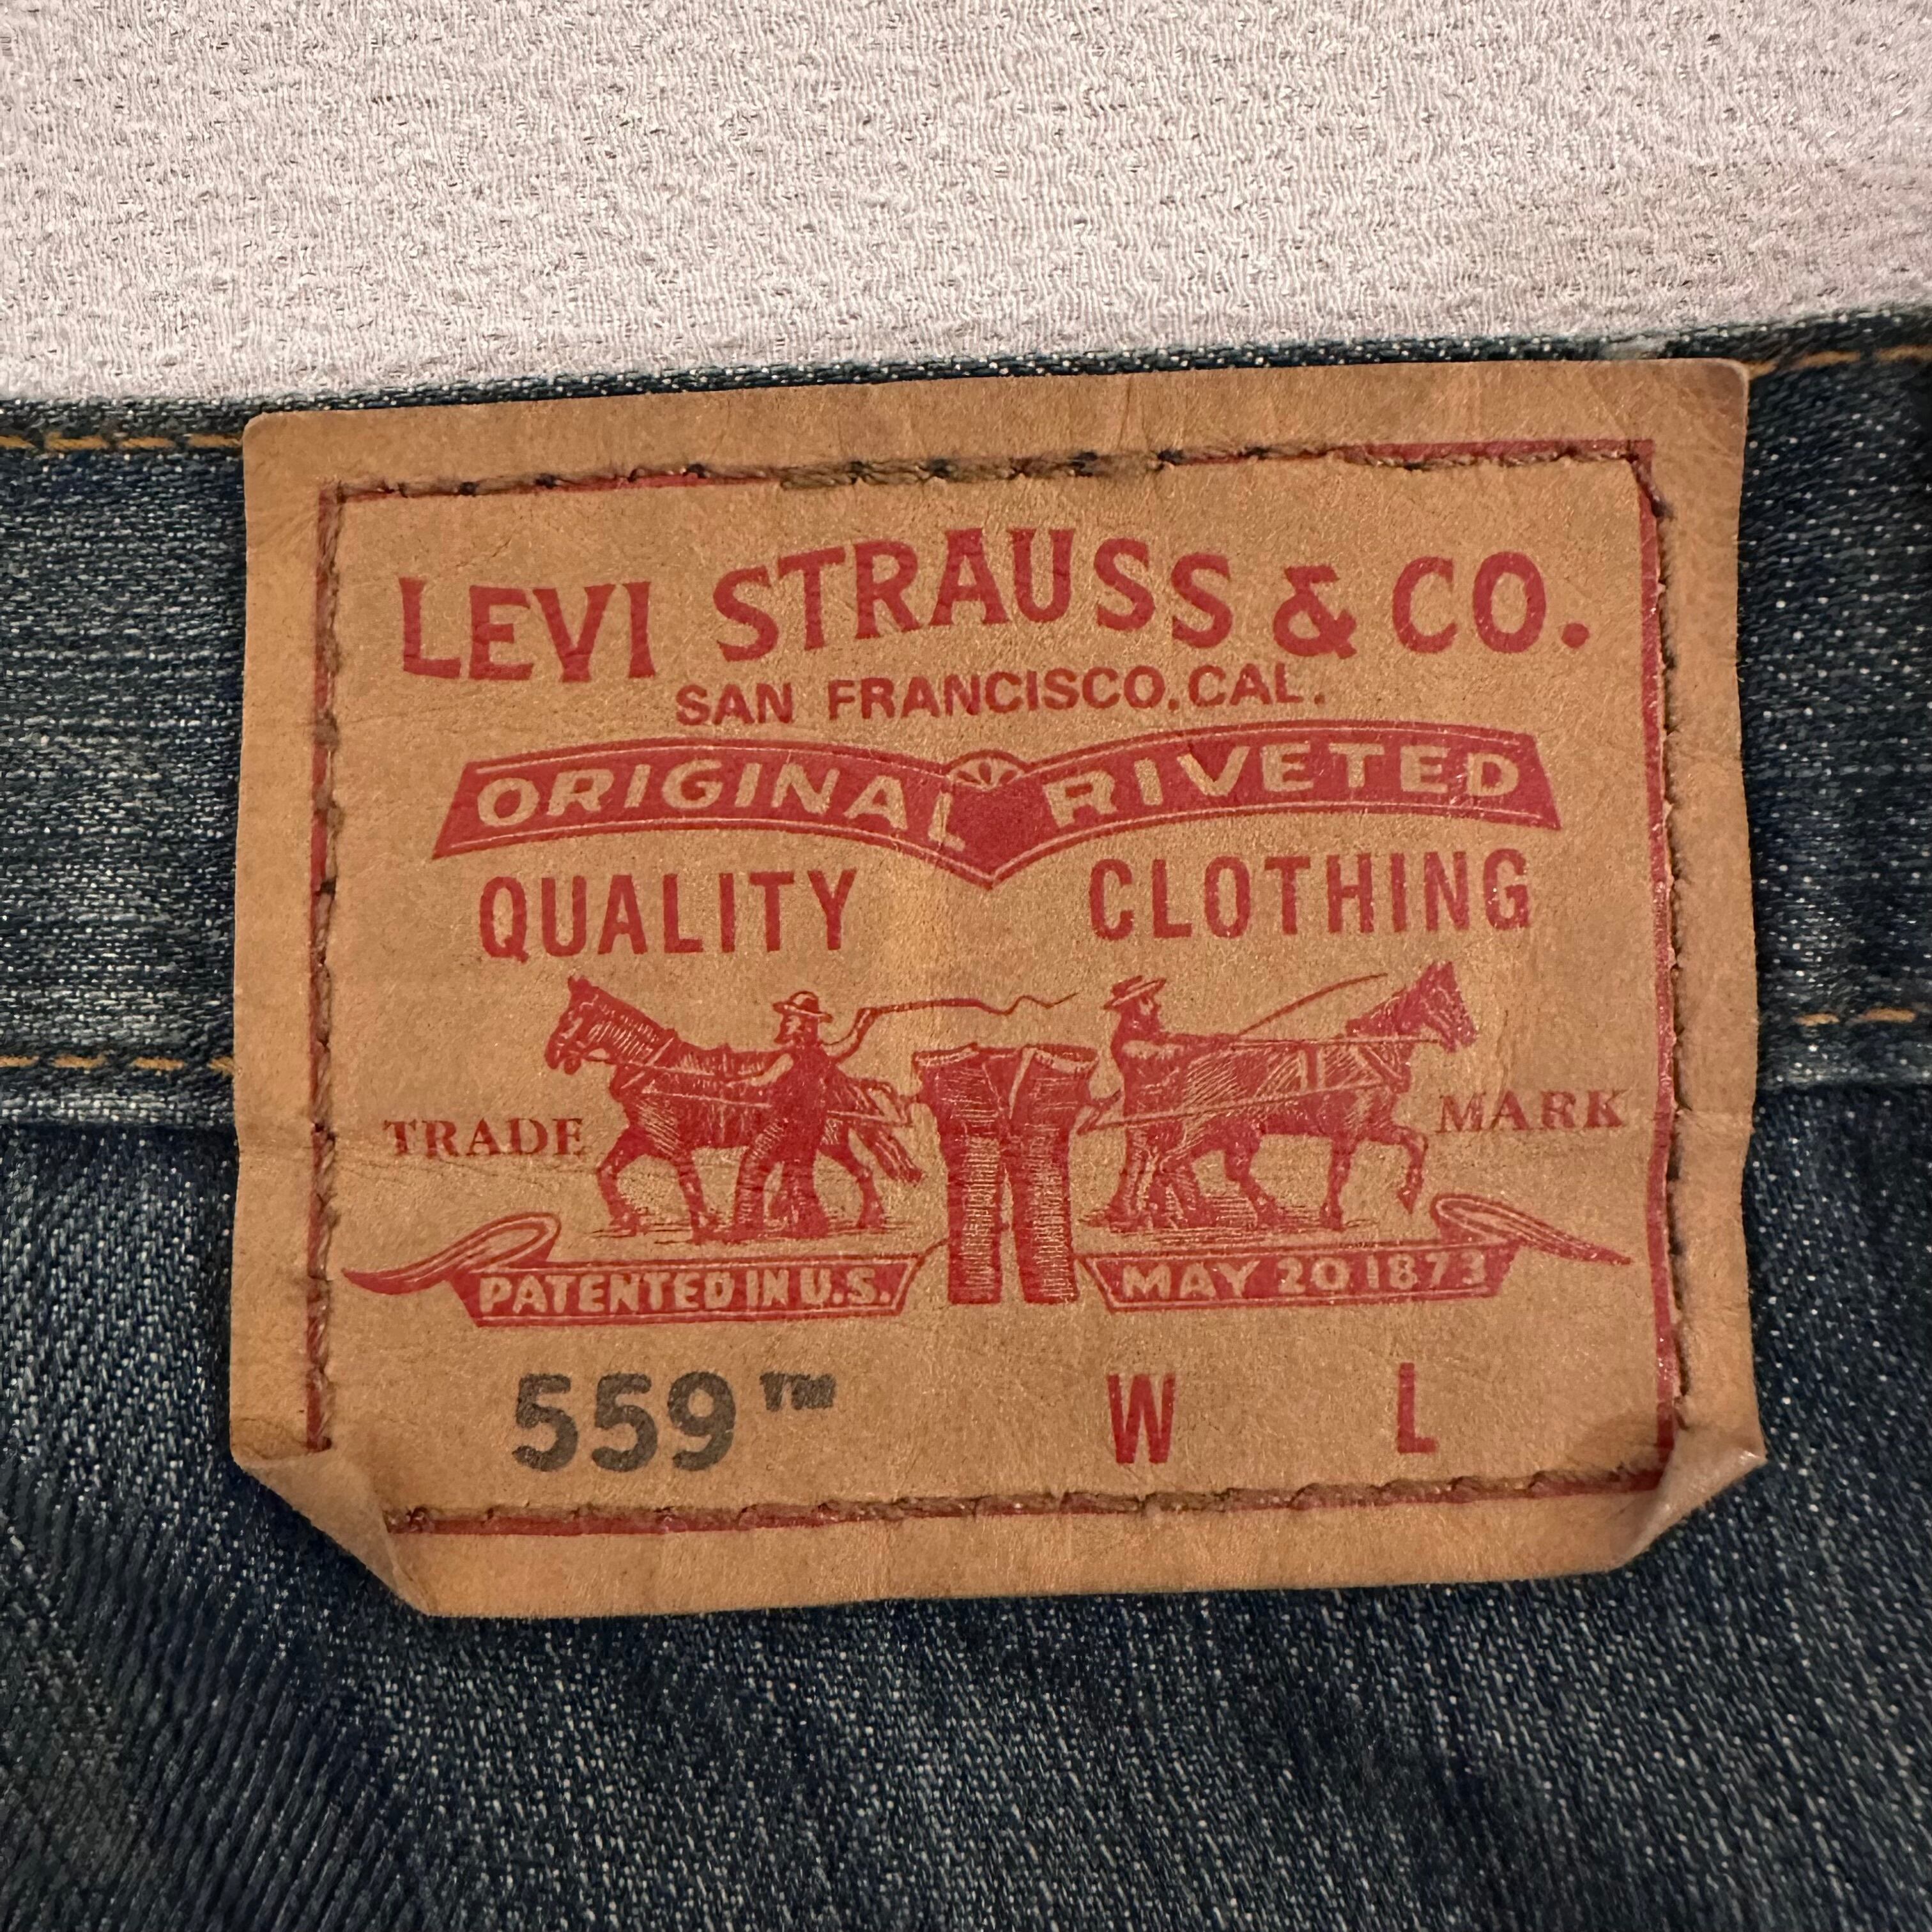 LEVI STRAUSS & CO.
SAN FRANCISCO, CAL.
ORIGINAL RIVETED
QUALITY CLOTHING
TRADE MARK
PATENTED IN U.S. MAY 20 1873
559™ W L